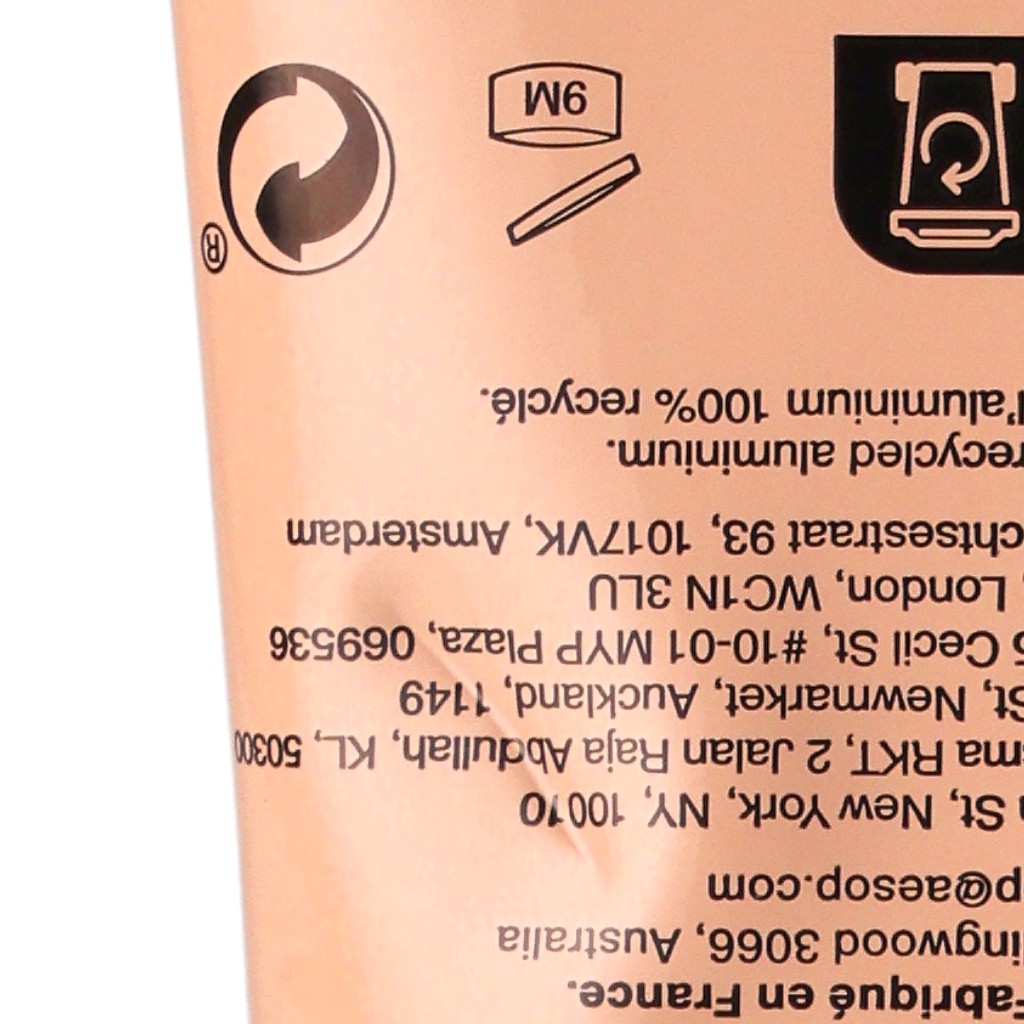 Fabriqué en France.
lingwood 3066, Australia
p@aesop.com
St, New York, NY, 10010
RKT, 2 Jalan Raja Abdullah, KL, 50300
St, Newmarket, Auckland, 1149
Cecil St, #10-01 MYP Plaza, 069536
London, WC1N 3LU
chtsestraat 93, 1017VK, Amsterdam
recycled aluminium.
l'aluminium 100% recyclé.
9M
®